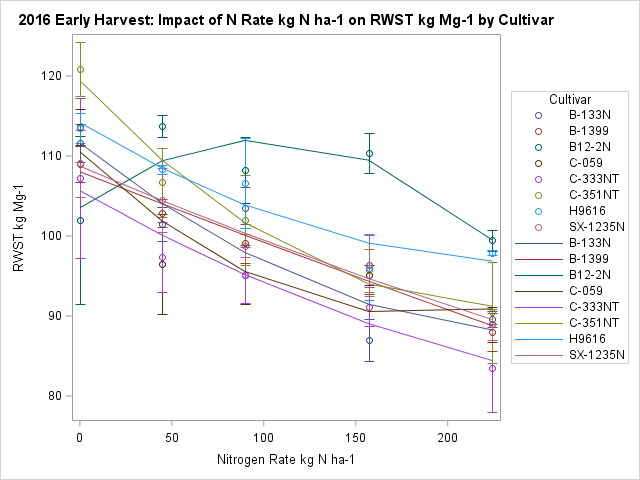 2016 Early Harvest: Impact of N Rate kg N ha-1 on RWST kg Mg-1 by Cultivar
120
110
100
90
80
RWST kg Mg-1
0
50
100
150
200
Nitrogen Rate kg N ha-1
Cultivar
B-133N
B-1399
B12-2N
C-059
C-333NT
C-351NT
H9616
SX-1235N
B-133N
B-1399
B12-2N
C-059
C-333NT
C-351NT
H9616
SX-1235N